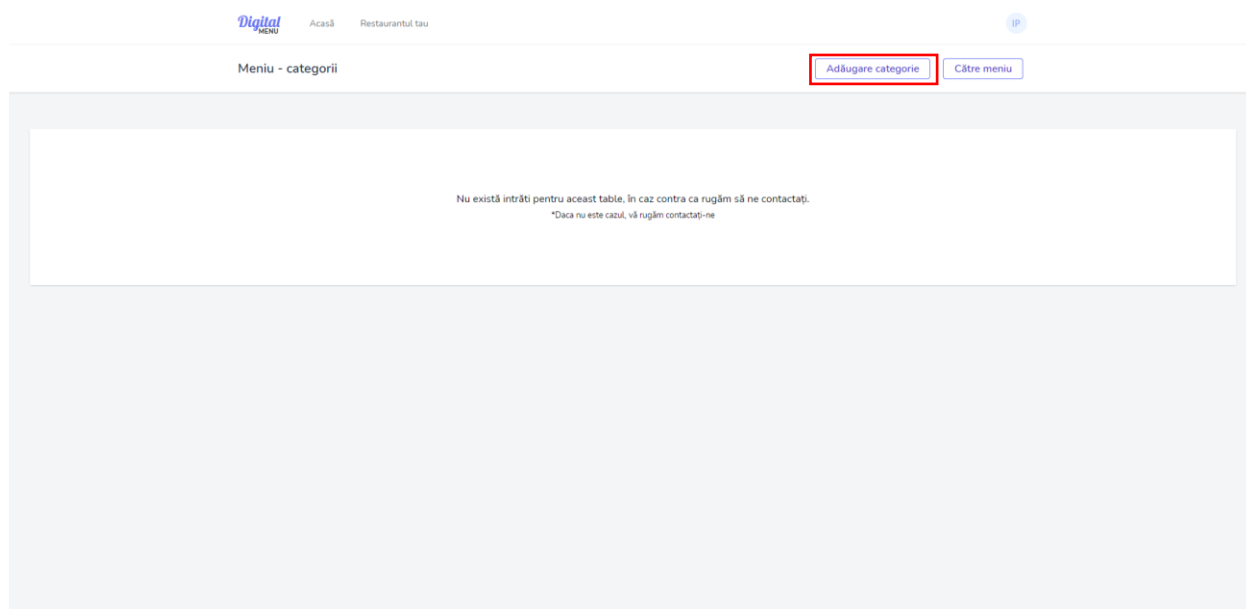 Digital
MENU
Acasă
Restaurantul tau
IP
Meniu - categorii
Adăugare categorie
Către meniu
Nu există intrăti pentru aceast table, în caz contra ca rugăm să ne contactați.
*Daca nu este cazul, vă rugăm contactați-ne